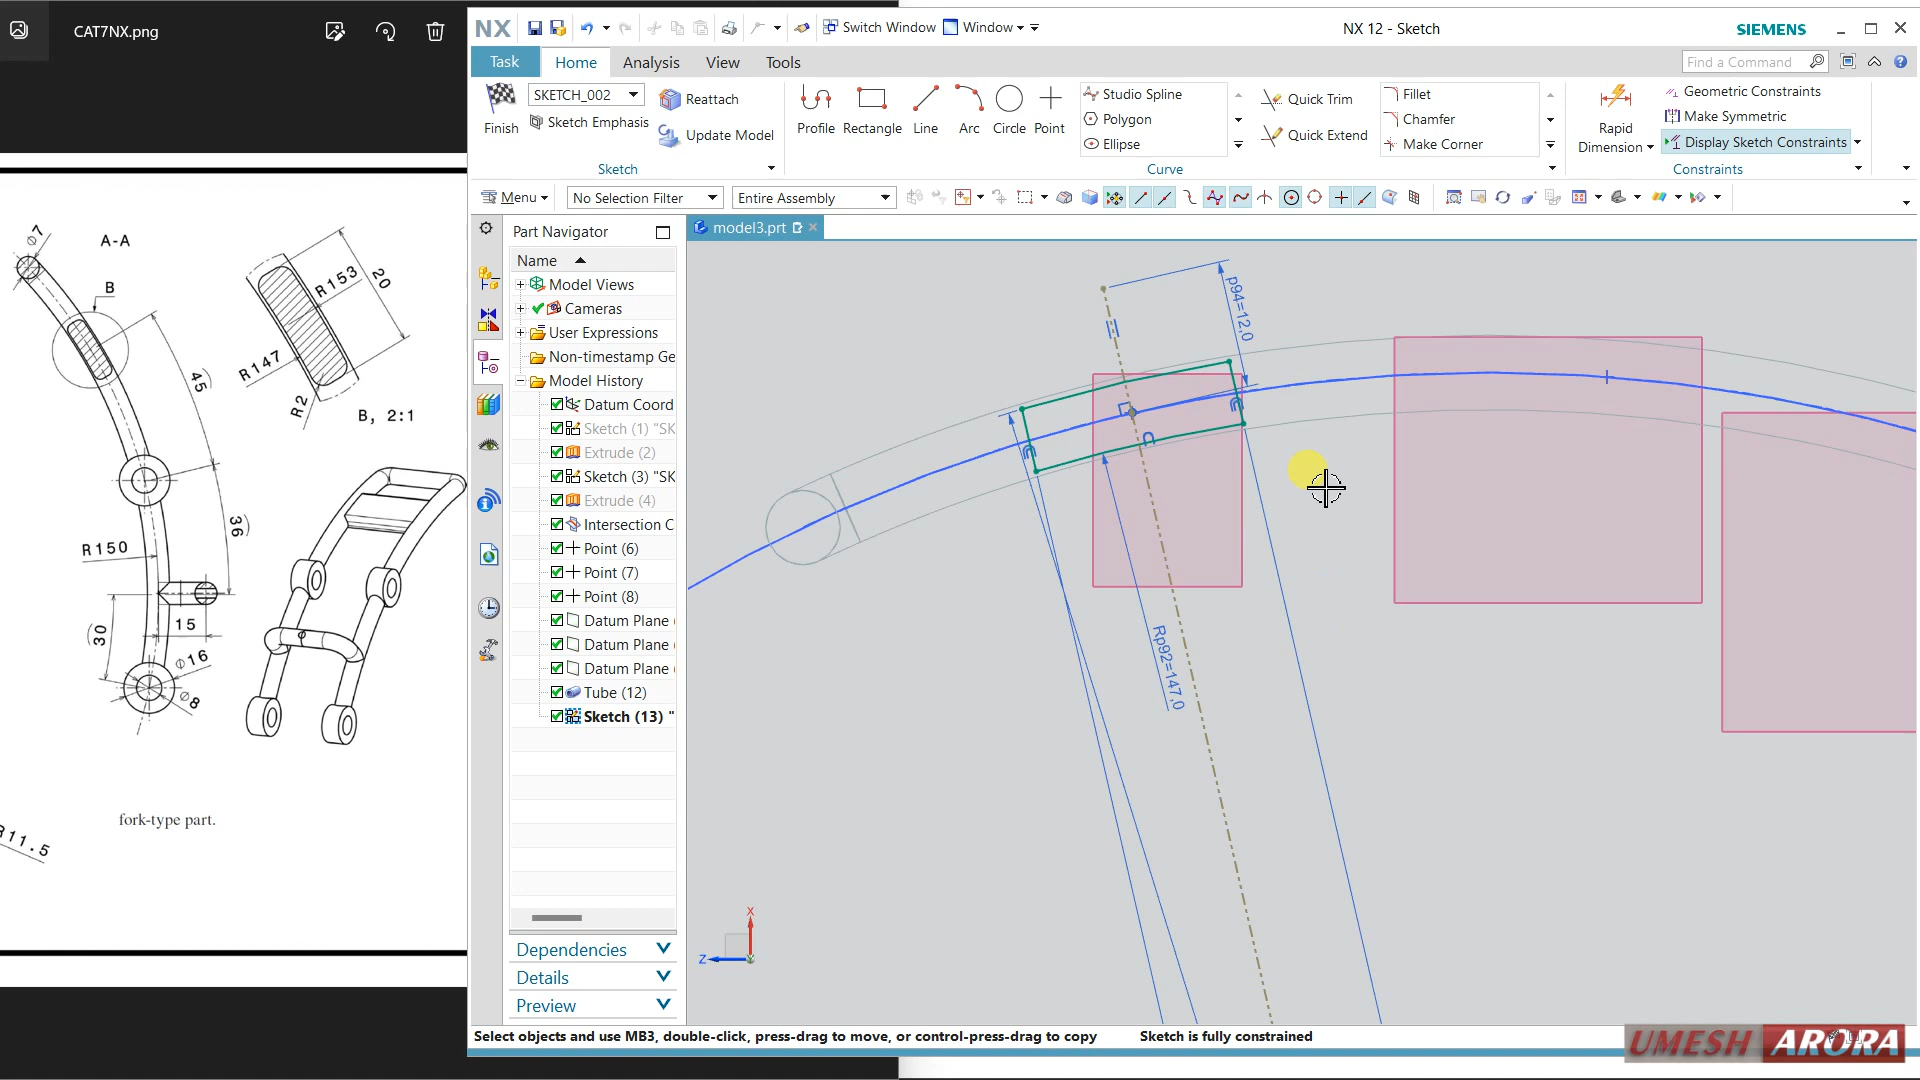 CAT7NX.png
NX
Switch Window
Window
NX 12 - Sketch
SIEMENS
Task
Home
Analysis
View
Tools
Find a Command
Finish
SKETCH_002
Sketch Emphasis
Reattach
Update Model
Sketch
Profile
Rectangle
Line
Arc
Circle
Point
Studio Spline
Polygon
Ellipse
Quick Trim
Quick Extend
Fillet
Chamfer
Make Corner
Curve
Rapid
Dimension
Geometric Constraints
Make Symmetric
Display Sketch Constraints
Constraints
Menu
No Selection Filter
Entire Assembly
Part Navigator
model3.prt
Name
Model Views
Cameras
User Expressions
Non-timestamp Ge
Model History
Datum Coord
Sketch (1) "SK
Extrude (2)
Sketch (3) "SK
Extrude (4)
Intersection C
Point (6)
Point (7)
Point (8)
Datum Plane (
Datum Plane (
Datum Plane (
Tube (12)
Sketch (13) "
Dependencies
Details
Preview
p94=12,0
Rp92=147,0
X
Z
Y
ø7
A-A
B
R153
20
R147
R2
B, 2:1
45
36
R150
15
30
ø16
ø8
fork-type part.
R11.5
Select objects and use MB3, double-click, press-drag to move, or control-press-drag to copy
Sketch is fully constrained
UMESH ARORA